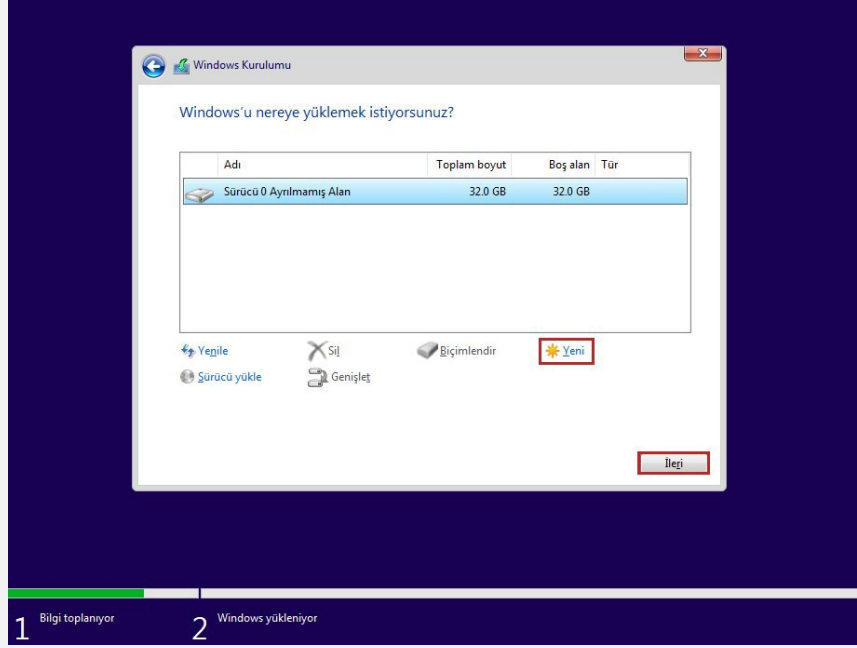 Windows Kurulumu
Windows'u nereye yüklemek istiyorsunuz?
Adı Toplam boyut Boş alan Tür
Sürücü 0 Ayrılmamış Alan 32.0 GB 32.0 GB
Yenile Sil Biçimlendir Yeni
Sürücü yükle Genişlet
İleri
1 Bilgi toplanıyor 2 Windows yükleniyor